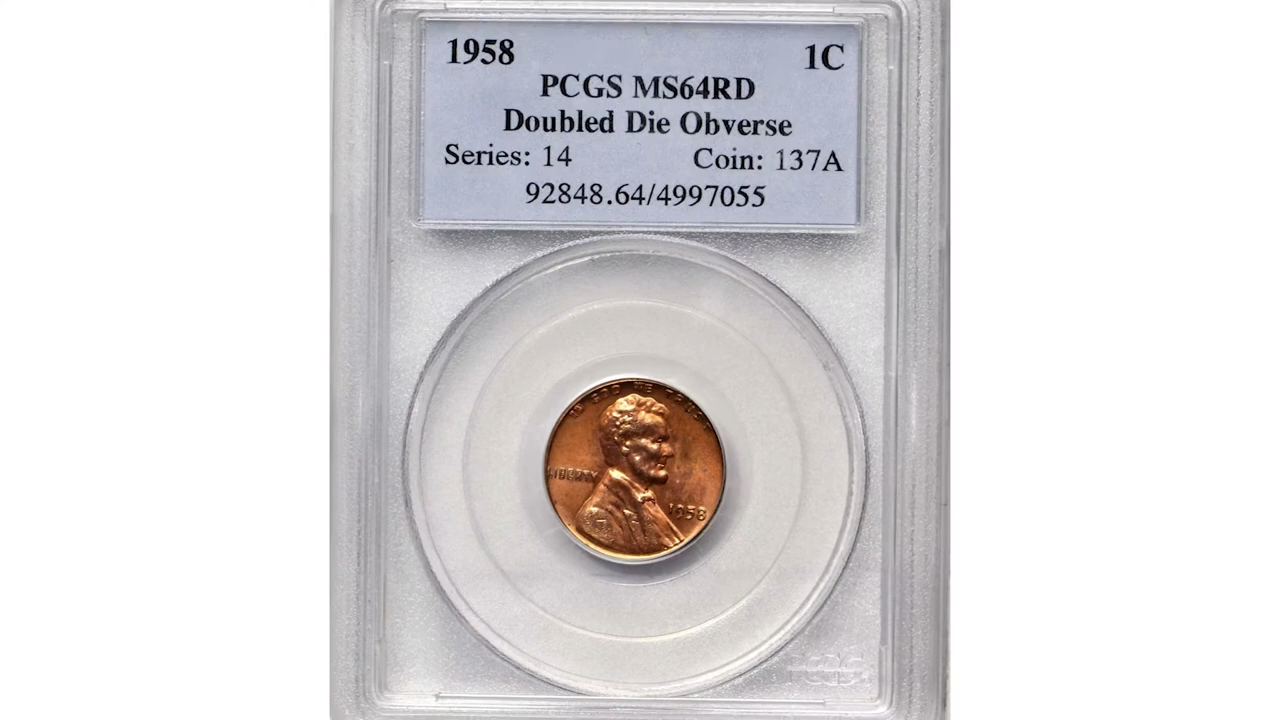 1958 1C
PCGS MS64RD
Doubled Die Obverse
Series: 14 Coin: 137A
92848.64/4997055
IN GOD WE TRUST
LIBERTY
1958
PCGS